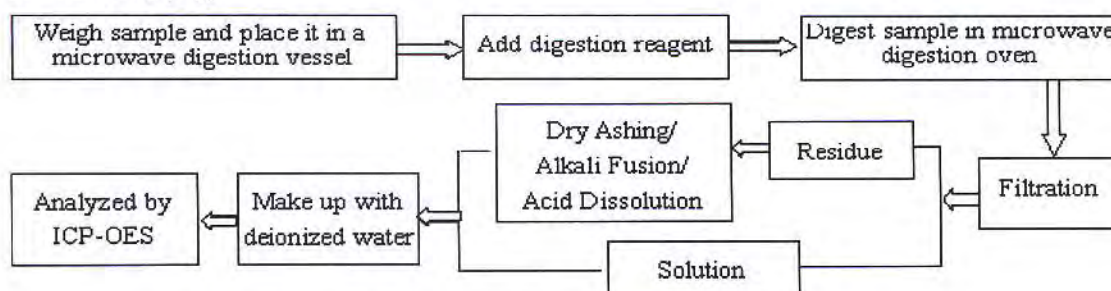 Weigh sample and place it in a
microwave digestion vessel
Add digestion reagent
Digest sample in microwave
digestion oven
Filtration
Residue
Solution
Dry Ashing/
Alkali Fusion/
Acid Dissolution
Make up with
deionized water
Analyzed by
ICP-OES